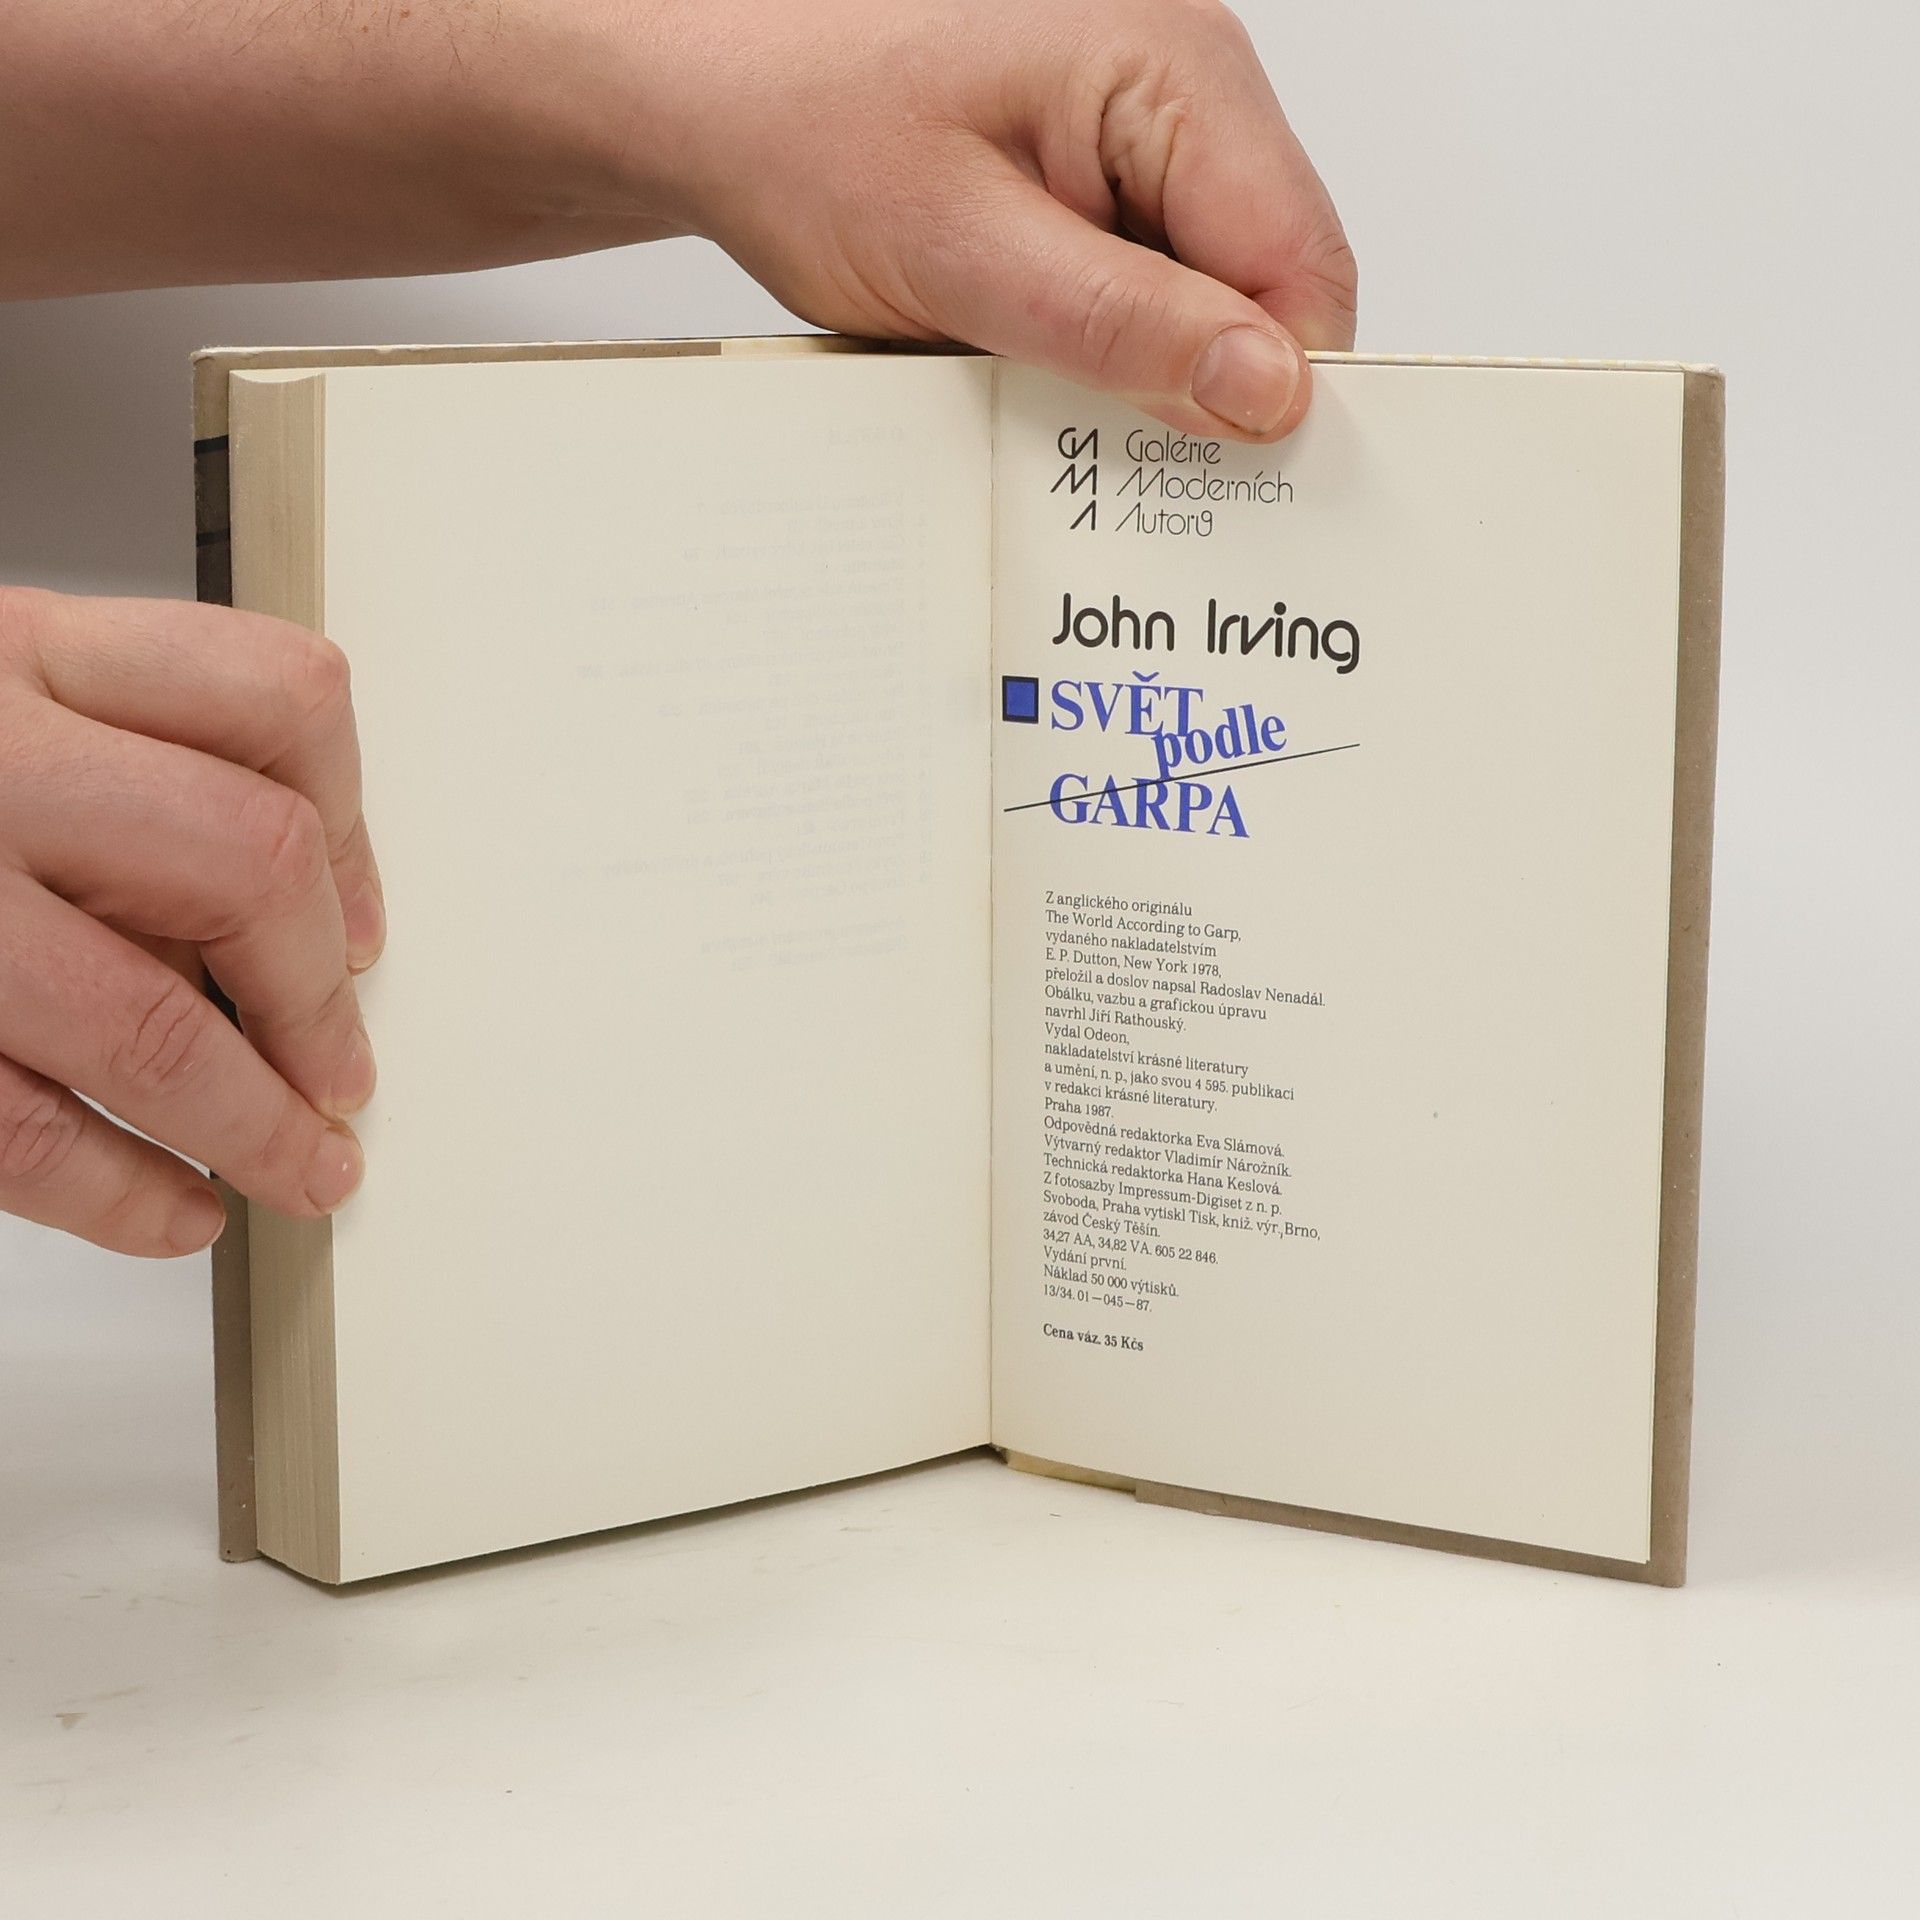 GMA Galérie
Moderních
Autorů
John Irving
SVĚT
podle
GARPA
Z anglického originálu
The World According to Garp,
vydaného nakladatelstvím
E. P. Dutton, New York 1978,
přeložil a doslov napsal Radoslav Nenadál.
Obálku, vazbu a grafickou úpravu
navrhl Jiří Rathouský.
Vydal Odeon,
nakladatelství krásné literatury
a umění, n. p., jako svou 4 595. publikaci
v redakci krásné literatury.
Praha 1987.
Odpovědná redaktorka Eva Slámová.
Výtvarný redaktor Vladimír Nárožník.
Technická redaktorka Hana Keslová.
Z fotosazby Impressum-Digiset z n. p.
Svoboda, Praha vytiskl Tisk, kniž. výr., Brno,
závod Český Těšín.
34,27 AA, 34,82 VA. 605 22 846.
Vydání první.
Náklad 50 000 výtisků.
13/34. 01—045—87.
Cena váz. 35 Kčs